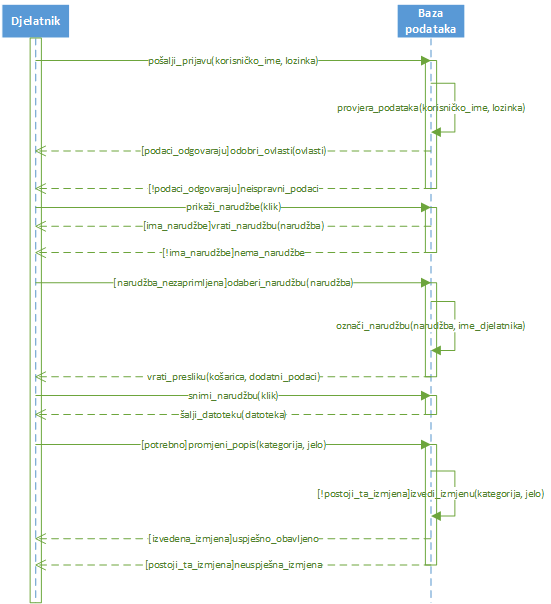 Djelatnik
Baza
podataka
pošalji_prijavu(korisničko_ime, lozinka)
provjera_podataka(korisničko_ime, lozinka)
[podaci_odgovaraju]odobri_ovlasti(ovlasti)
[!podaci_odgovaraju]neispravni_podaci
prikaži_narudžbe(klik)
[ima_narudžbe]vrati_narudžbu(narudžba)
[!ima_narudžbe]nema_narudžbe
[narudžba_nezaprimljena]odaberi_narudžbu(narudžba)
označi_narudžbu(narudžba, ime_djelatnika)
vrati_presliku(košarica, dodatni_podaci)
snimi_narudžbu(klik)
šalji_datoteku(datoteka)
[potrebno]promjeni_popis(kategorija, jelo)
[!postoji_ta_izmjena]izvedi_izmjenu(kategorija, jelo)
[izvedena_izmjena]uspješno_obavljeno
[postoji_ta_izmjena]neuspješna_izmjena